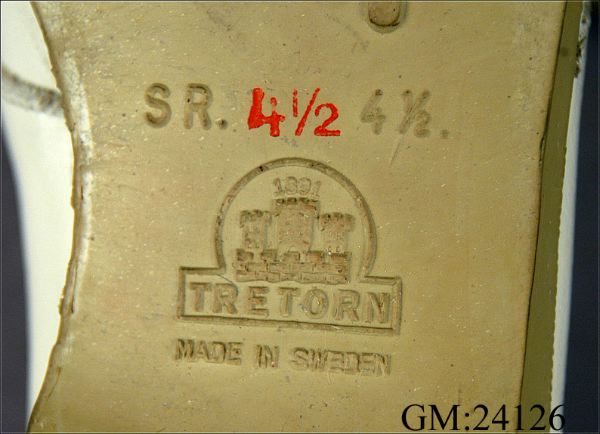 SR. 4½ 4½.
1891
TRETORN
MADE IN SWEDEN
GM:24126